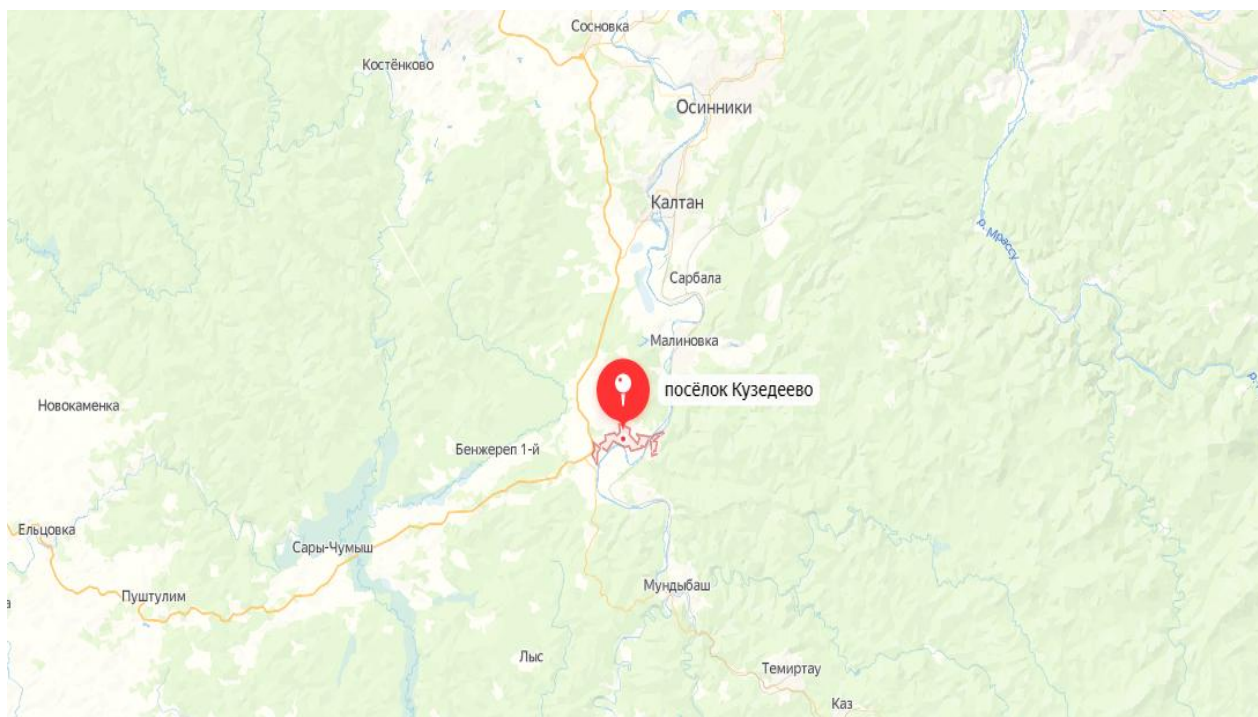 Сосновка
Костёнково
Осинники
Калтан
р. Мрассу
Сарбала
Малиновка
посёлок Кузедеево
Новокаменка
Бенжереп 1-й
Ельцовка
Сары-Чумыш
Пуштулим
Мундыбаш
Лыс
Темиртау
Каз